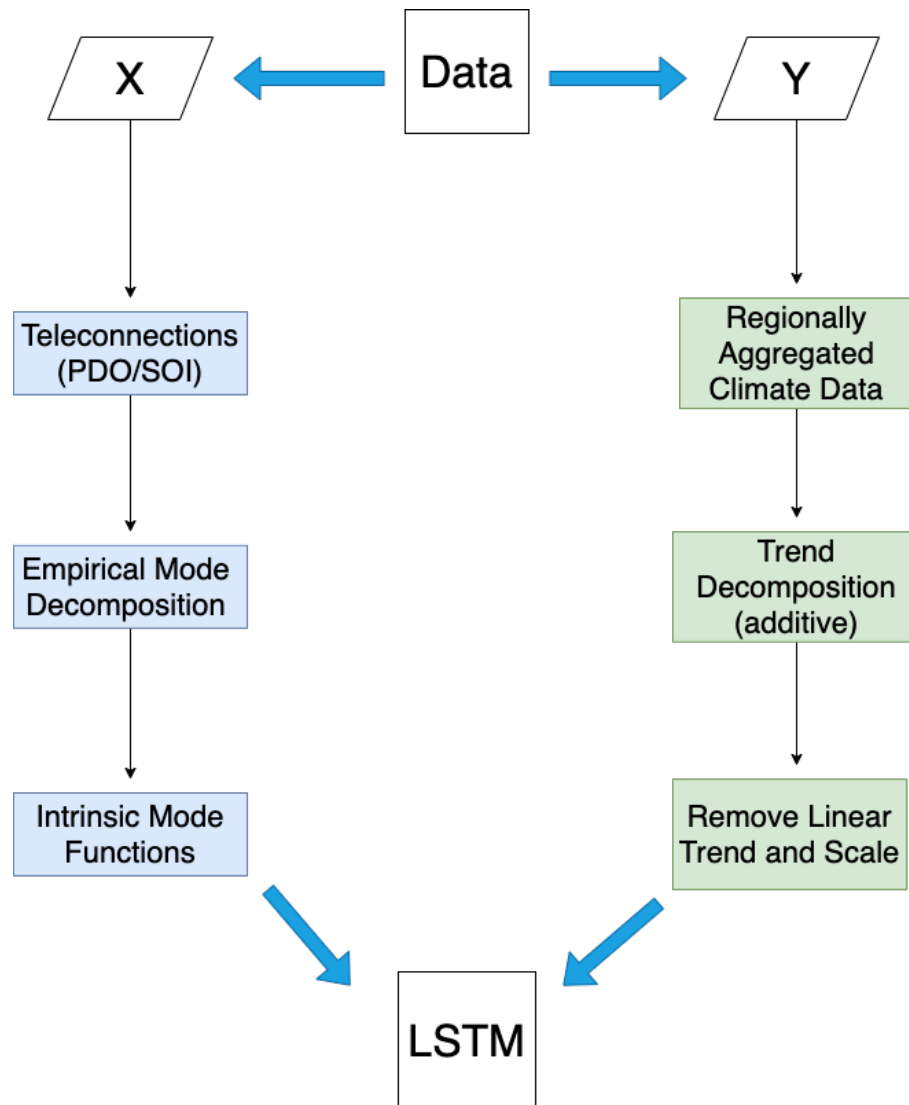 X
Data
Y
Teleconnections
(PDO/SOI)
Regionally
Aggregated
Climate Data
Empirical Mode
Decomposition
Trend
Decomposition
(additive)
Intrinsic Mode
Functions
Remove Linear
Trend and Scale
LSTM